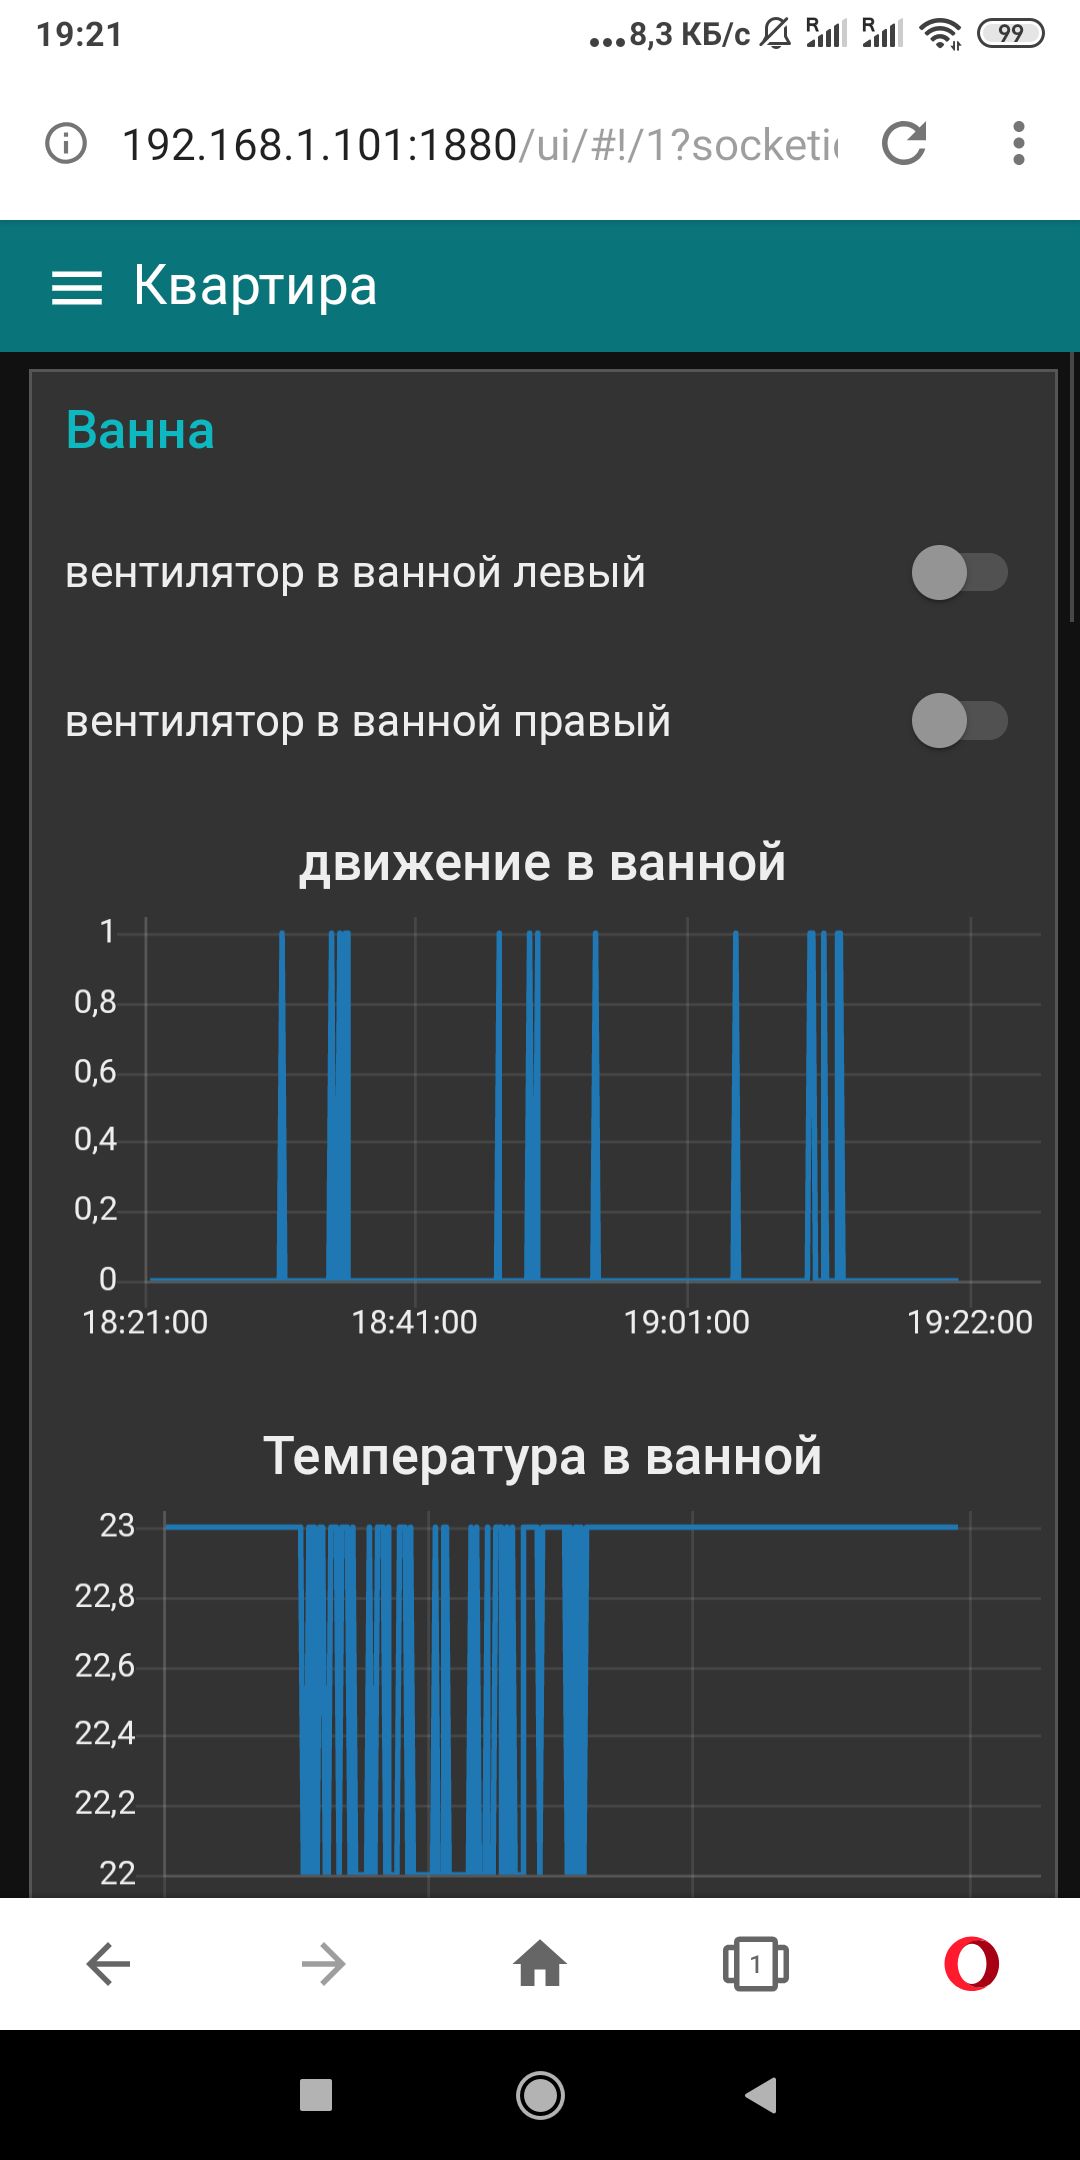 19:21
...8,3 КБ/с R R 99
192.168.1.101:1880/ui/#!/1?socketi
Квартира
Ванна
вентилятор в ванной левый
вентилятор в ванной правый
движение в ванной
1
0,8
0,6
0,4
0,2
0
18:21:00 18:41:00 19:01:00 19:22:00
Температура в ванной
23
22,8
22,6
22,4
22,2
22
1